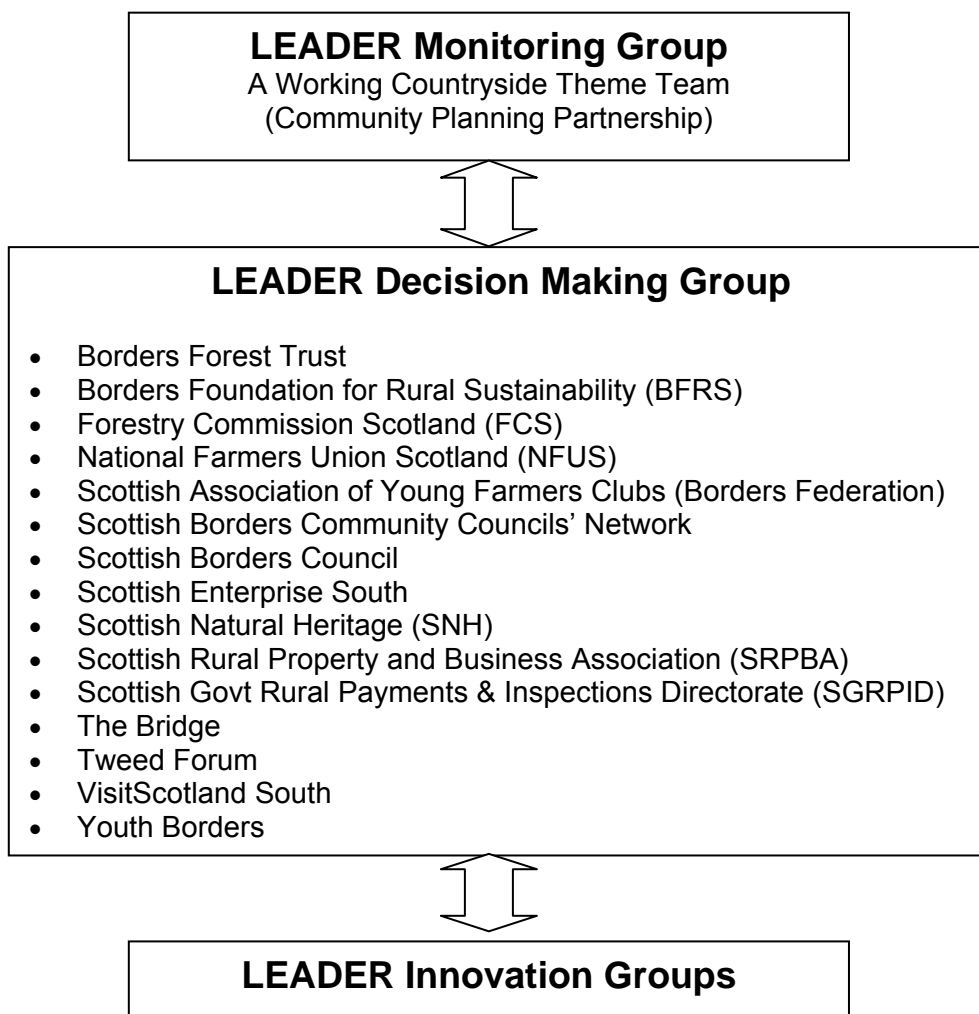 LEADER Monitoring Group
A Working Countryside Theme Team
(Community Planning Partnership)
LEADER Decision Making Group
• Borders Forest Trust
• Borders Foundation for Rural Sustainability (BFRS)
• Forestry Commission Scotland (FCS)
• National Farmers Union Scotland (NFUS)
• Scottish Association of Young Farmers Clubs (Borders Federation)
• Scottish Borders Community Councils' Network
• Scottish Borders Council
• Scottish Enterprise South
• Scottish Natural Heritage (SNH)
• Scottish Rural Property and Business Association (SRPBA)
• Scottish Govt Rural Payments & Inspections Directorate (SGRPID)
• The Bridge
• Tweed Forum
• VisitScotland South
• Youth Borders
LEADER Innovation Groups